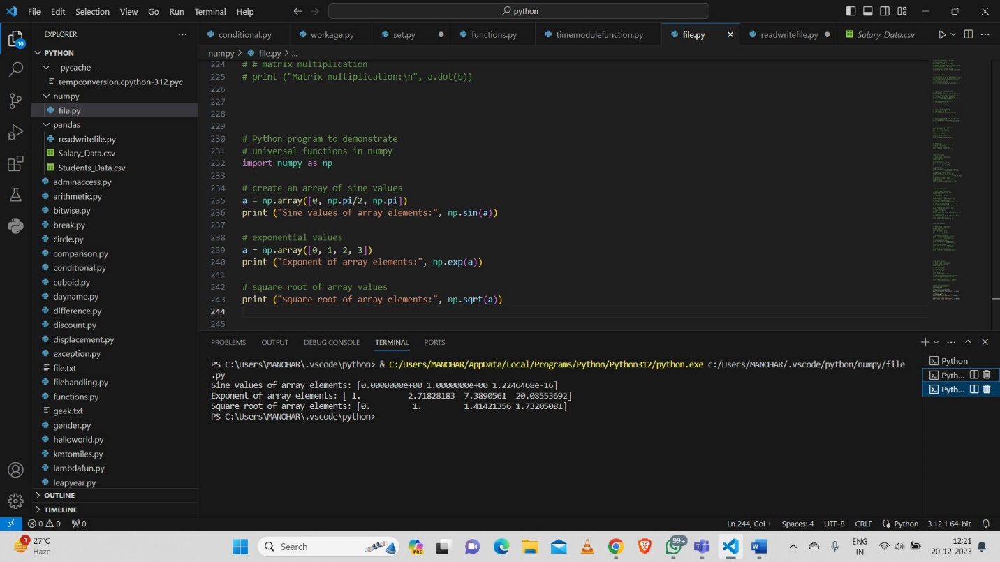 File Edit Selection View Go Run Terminal Help
python
EXPLORER
conditional.py workage.py set.py functions.py timemodulefunction.py file.py readwritefile.py Salary_Data.csv
10
PYTHON
numpy > file.py > ...
__pycache__
tempconversion.cpython-312.pyc
numpy
file.py
pandas
readwritefile.py
Salary_Data.csv
Students_Data.csv
adminaccess.py
arithmetic.py
bitwise.py
break.py
circle.py
comparison.py
conditional.py
cuboid.py
dayname.py
difference.py
discount.py
displacement.py
exception.py
file.txt
filehandling.py
functions.py
geek.txt
gender.py
helloworld.py
kmtomiles.py
lambdafun.py
leapyear.py
OUTLINE
TIMELINE
224 # # matrix multiplication
225 # print ("Matrix multiplication:\n", a.dot(b))
226
227
228
229
230 # Python program to demonstrate
231 # universal functions in numpy
232 import numpy as np
233
234 # create an array of sine values
235 a = np.array([0, np.pi/2, np.pi])
236 print ("Sine values of array elements:", np.sin(a))
237
238 # exponential values
239 a = np.array([0, 1, 2, 3])
240 print ("Exponent of array elements:", np.exp(a))
241
242 # square root of array values
243 print ("Square root of array elements:", np.sqrt(a))
244
245
PROBLEMS OUTPUT DEBUG CONSOLE TERMINAL PORTS
PS C:\Users\MANOHAR\.vscode\python> & C:/Users/MANOHAR/AppData/Local/Programs/Python/Python312/python.exe c:/Users/MANOHAR/.vscode/python/numpy/file
.py
Sine values of array elements: [0.0000000e+00 1.0000000e+00 1.2246468e-16]
Exponent of array elements: [ 1.         2.71828183  7.3890561  20.08553692]
Square root of array elements: [0.         1.         1.41421356 1.73205081]
PS C:\Users\MANOHAR\.vscode\python>
Python
Pyth...
Pyth...
0 0 0 Ln 244, Col 1 Spaces: 4 UTF-8 CRLF Python 3.12.1 64-bit
1 27°C
Haze
Search
PRE
99+
ENG
IN
12:21
20-12-2023